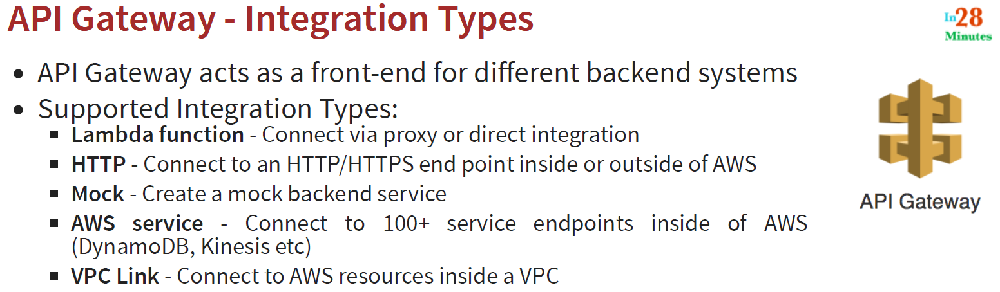 API Gateway - Integration Types
In28
Minutes
• API Gateway acts as a front-end for different backend systems
• Supported Integration Types:
▪ Lambda function - Connect via proxy or direct integration
▪ HTTP - Connect to an HTTP/HTTPS end point inside or outside of AWS
▪ Mock - Create a mock backend service
▪ AWS service - Connect to 100+ service endpoints inside of AWS
(DynamoDB, Kinesis etc)
▪ VPC Link - Connect to AWS resources inside a VPC
API Gateway